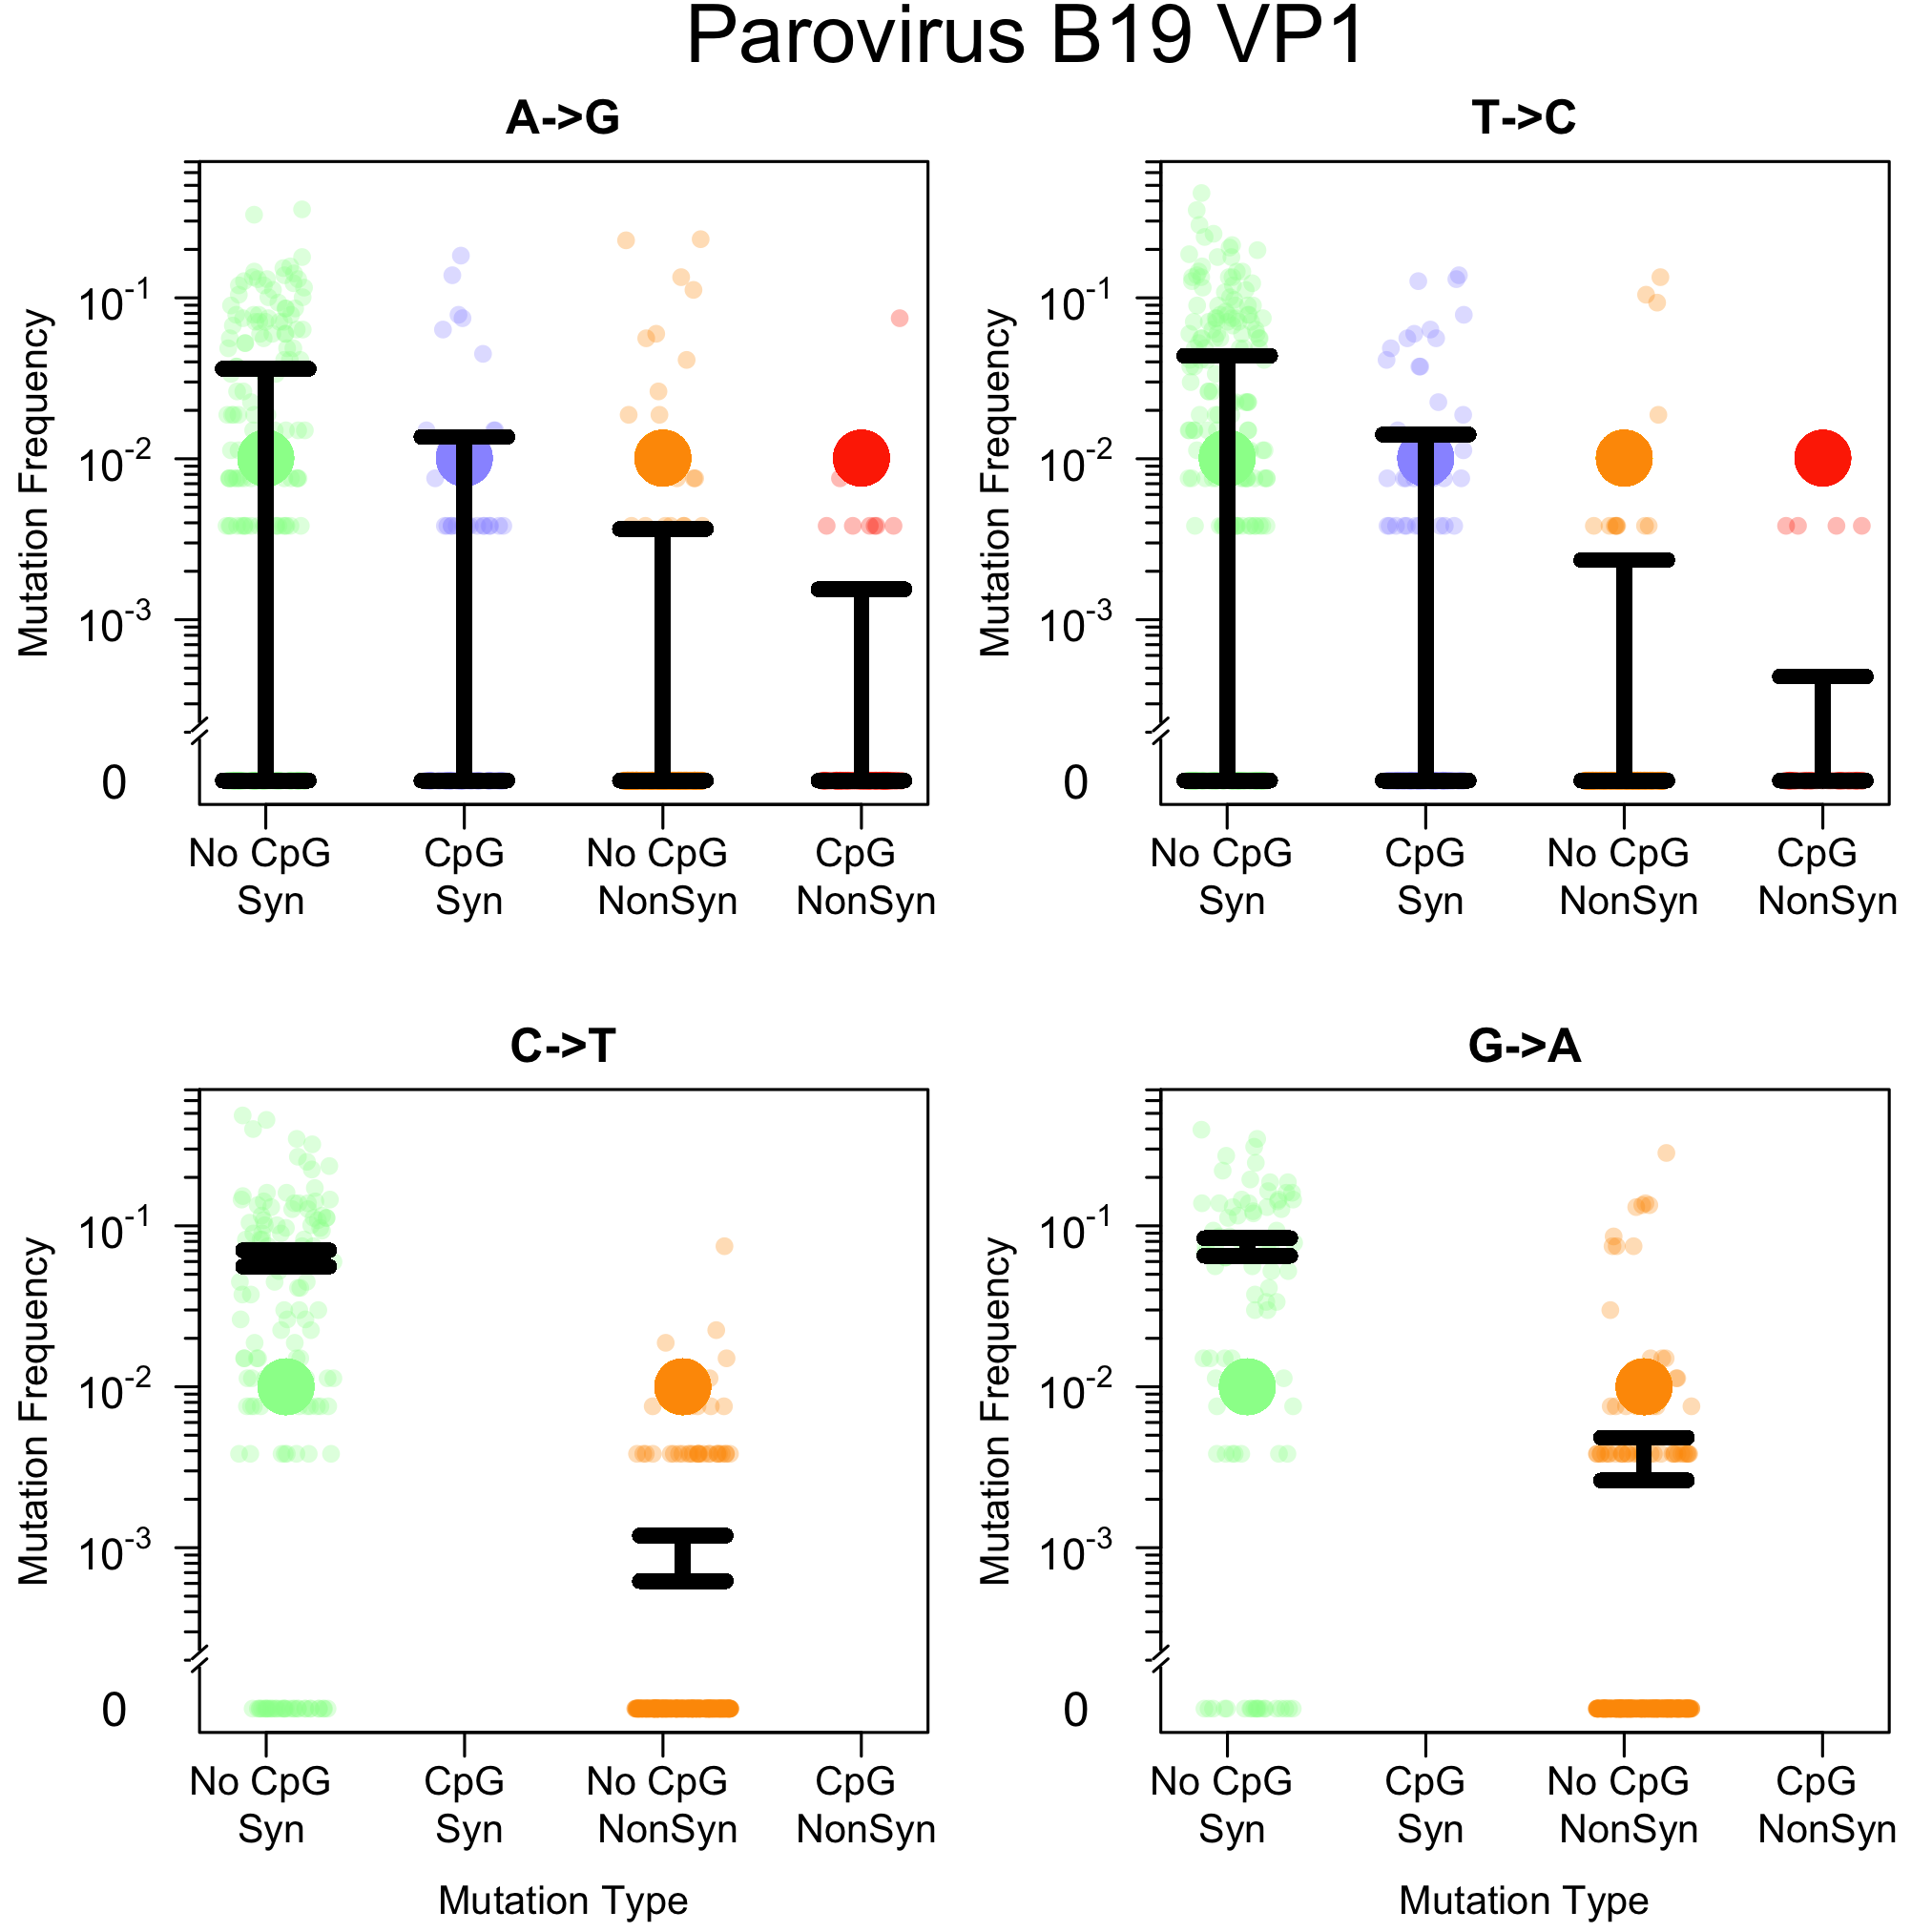 Parovirus B19 VP1
A->G
Mutation Frequency
10-1
10-2
10-3
0
No CpG CpG No CpG CpG
Syn Syn NonSyn NonSyn
T->C
Mutation Frequency
10-1
10-2
10-3
0
No CpG CpG No CpG CpG
Syn Syn NonSyn NonSyn
C->T
Mutation Frequency
10-1
10-2
10-3
0
No CpG CpG No CpG CpG
Syn Syn NonSyn NonSyn
Mutation Type
G->A
Mutation Frequency
10-1
10-2
10-3
0
No CpG CpG No CpG CpG
Syn Syn NonSyn NonSyn
Mutation Type